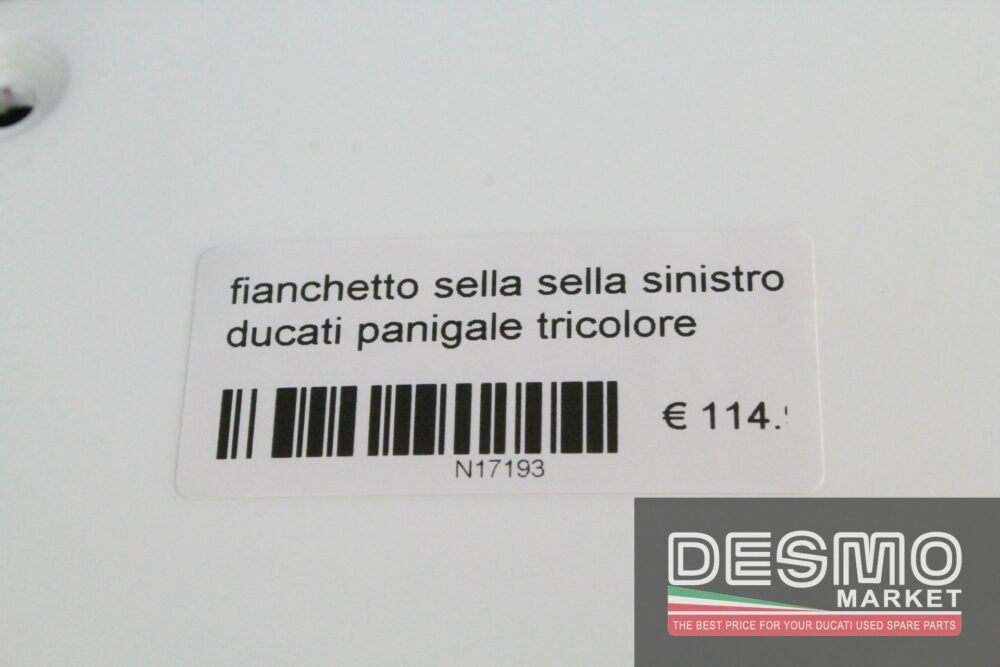 fianchetto sella sella sinistro
ducati panigale tricolore
€ 114.
N17193
DESMO
MARKET
THE BEST PRICE FOR YOUR DUCATI USED SPARE PARTS